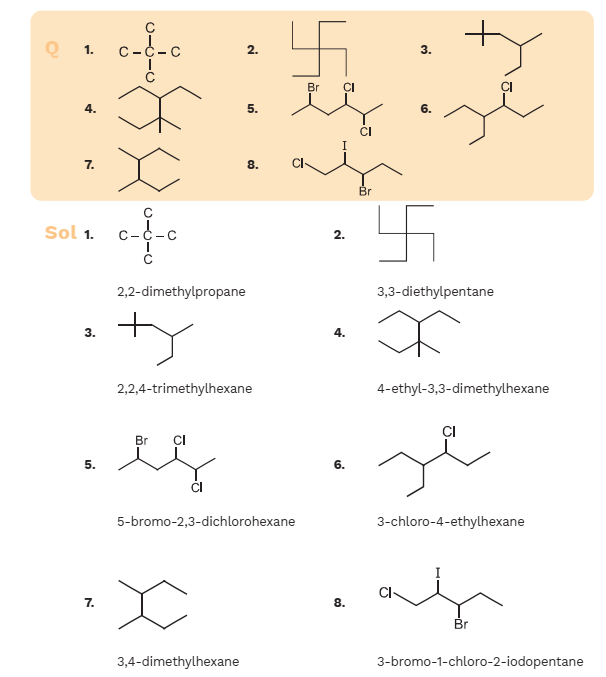 Q 1. C 2. 3.
C – C – C
C
4. 5. Br Cl 6. Cl
Cl
7. 8. Cl I
Br
Sol 1. C 2.
C – C – C
C
2,2-dimethylpropane 3,3-diethylpentane
3. 4.
2,2,4-trimethylhexane 4-ethyl-3,3-dimethylhexane
5. Br Cl 6. Cl
Cl
5-bromo-2,3-dichlorohexane 3-chloro-4-ethylhexane
7. 8. Cl I
Br
3,4-dimethylhexane 3-bromo-1-chloro-2-iodopentane